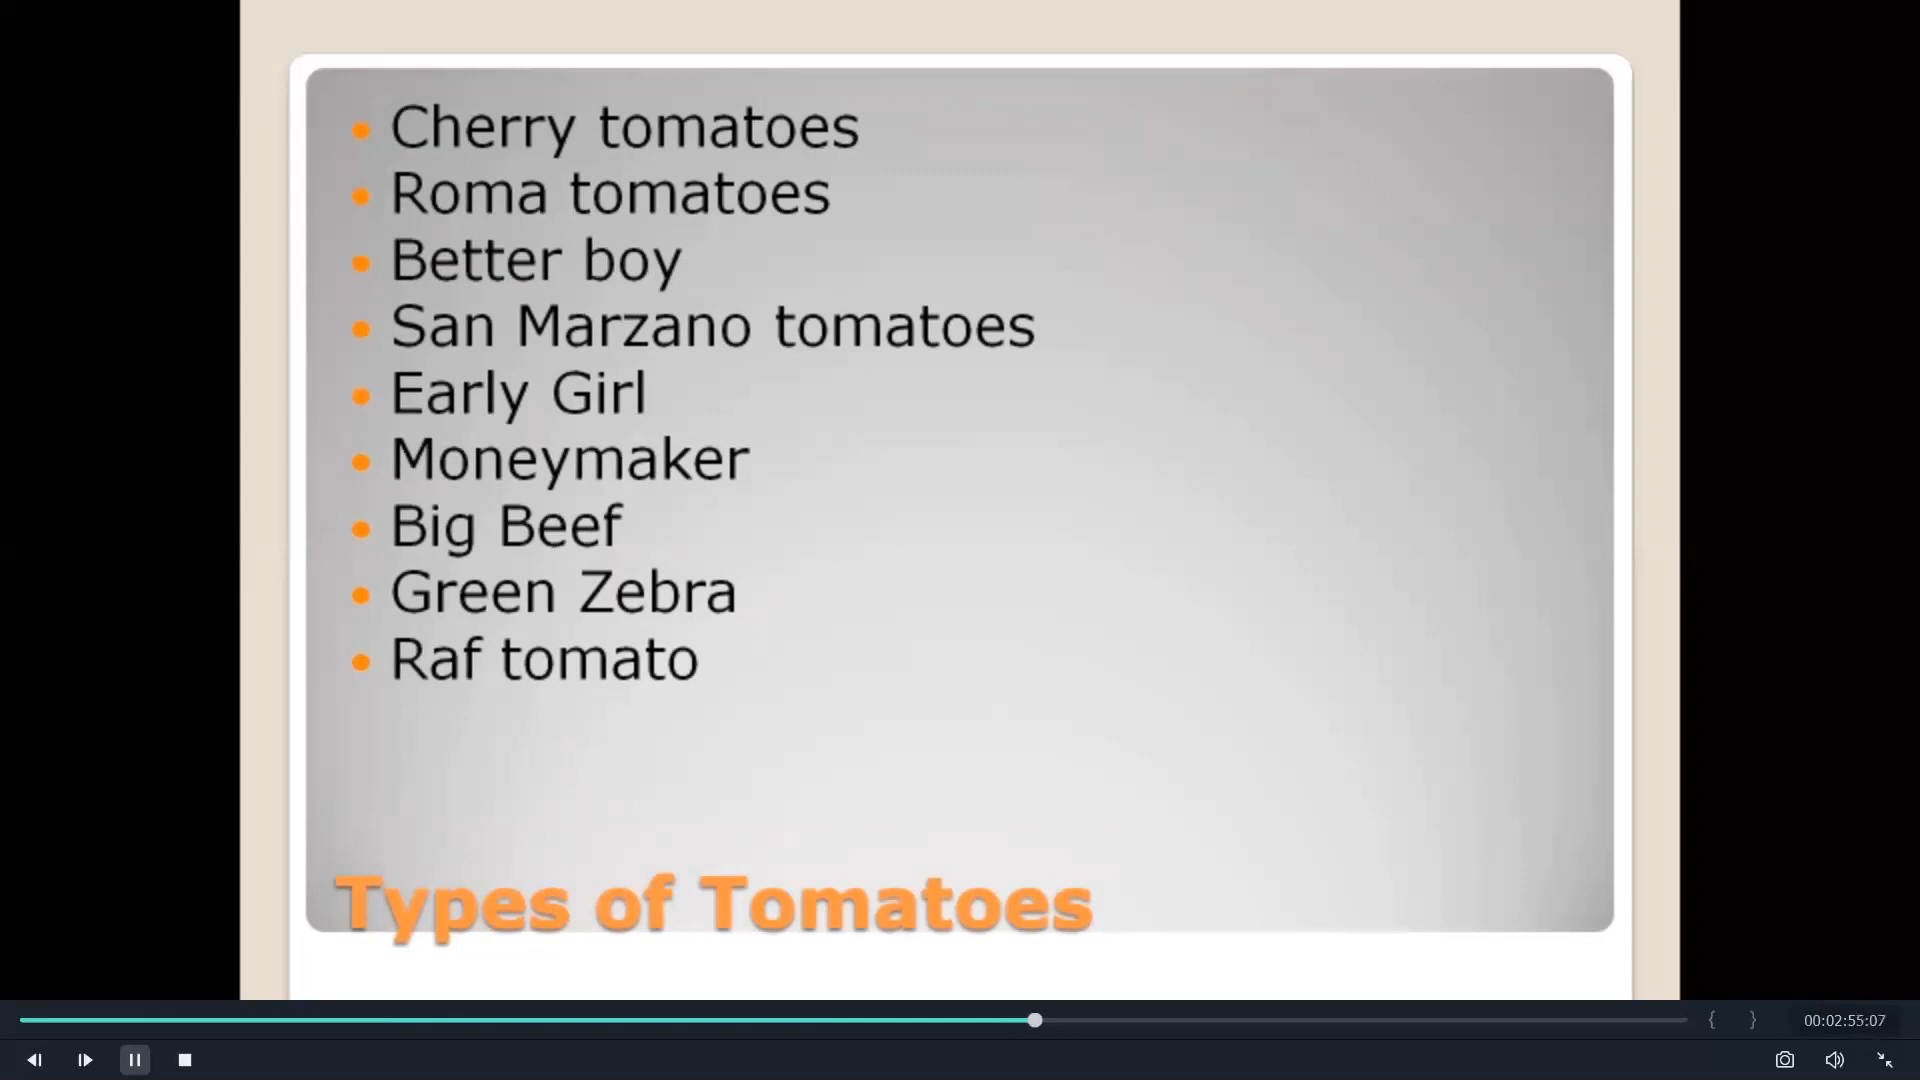 Cherry tomatoes
Roma tomatoes
Better boy
San Marzano tomatoes
Early Girl
Moneymaker
Big Beef
Green Zebra
Raf tomato
Types of Tomatoes
{ } 00:02:55:07